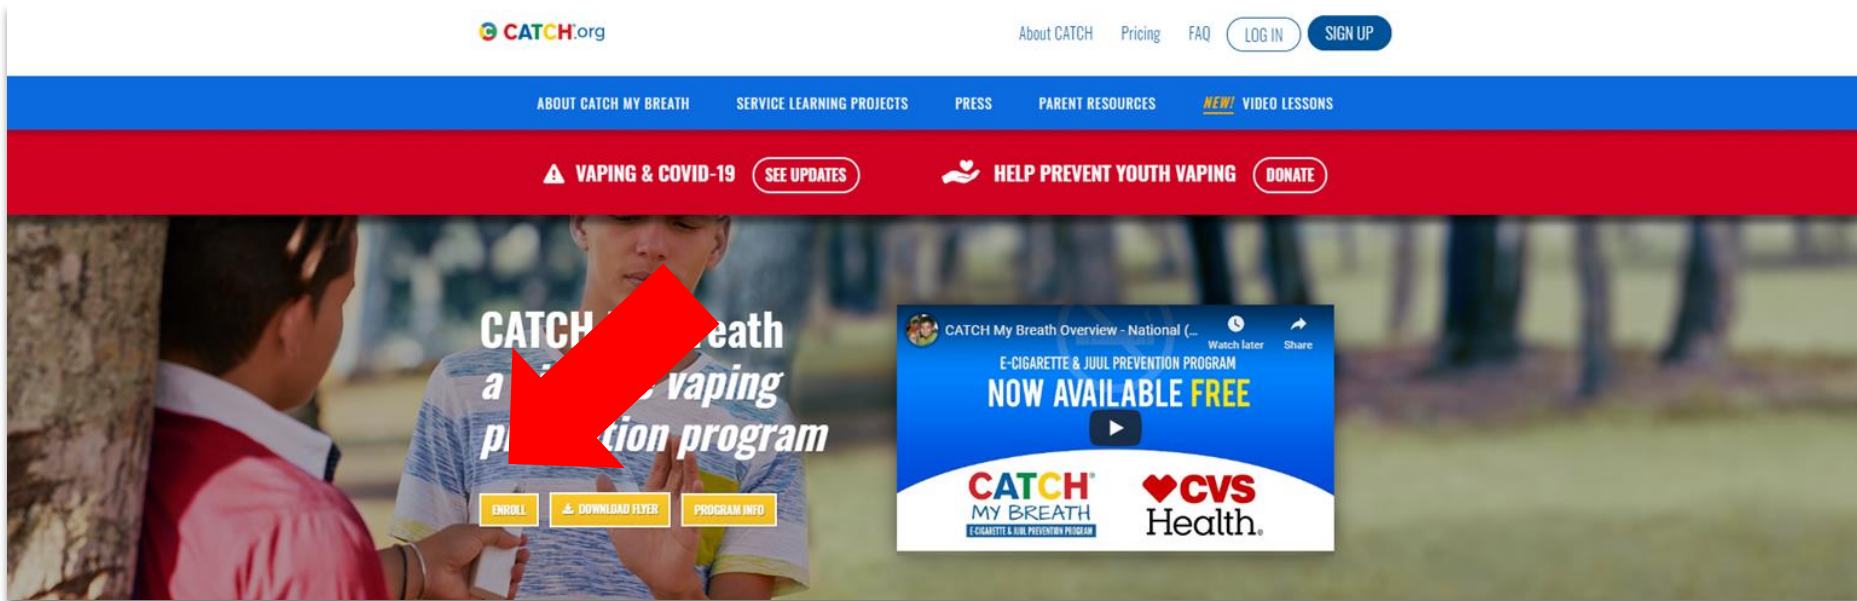 CATCH.org
About CATCH Pricing FAQ LOG IN SIGN UP
ABOUT CATCH MY BREATH SERVICE LEARNING PROJECTS PRESS PARENT RESOURCES NEW! VIDEO LESSONS
VAPING & COVID-19 SEE UPDATES HELP PREVENT YOUTH VAPING DONATE
CATCH eath
a vaping
tion program
ENROLL DOWNLOAD FLYER PROGRAM INFO
CATCH My Breath Overview - National (...
Watch later Share
E-CIGARETTE & JUUL PREVENTION PROGRAM
NOW AVAILABLE FREE
CATCH®
MY BREATH
E-CIGARETTE & JUUL PREVENTION PROGRAM
CVS
Health®